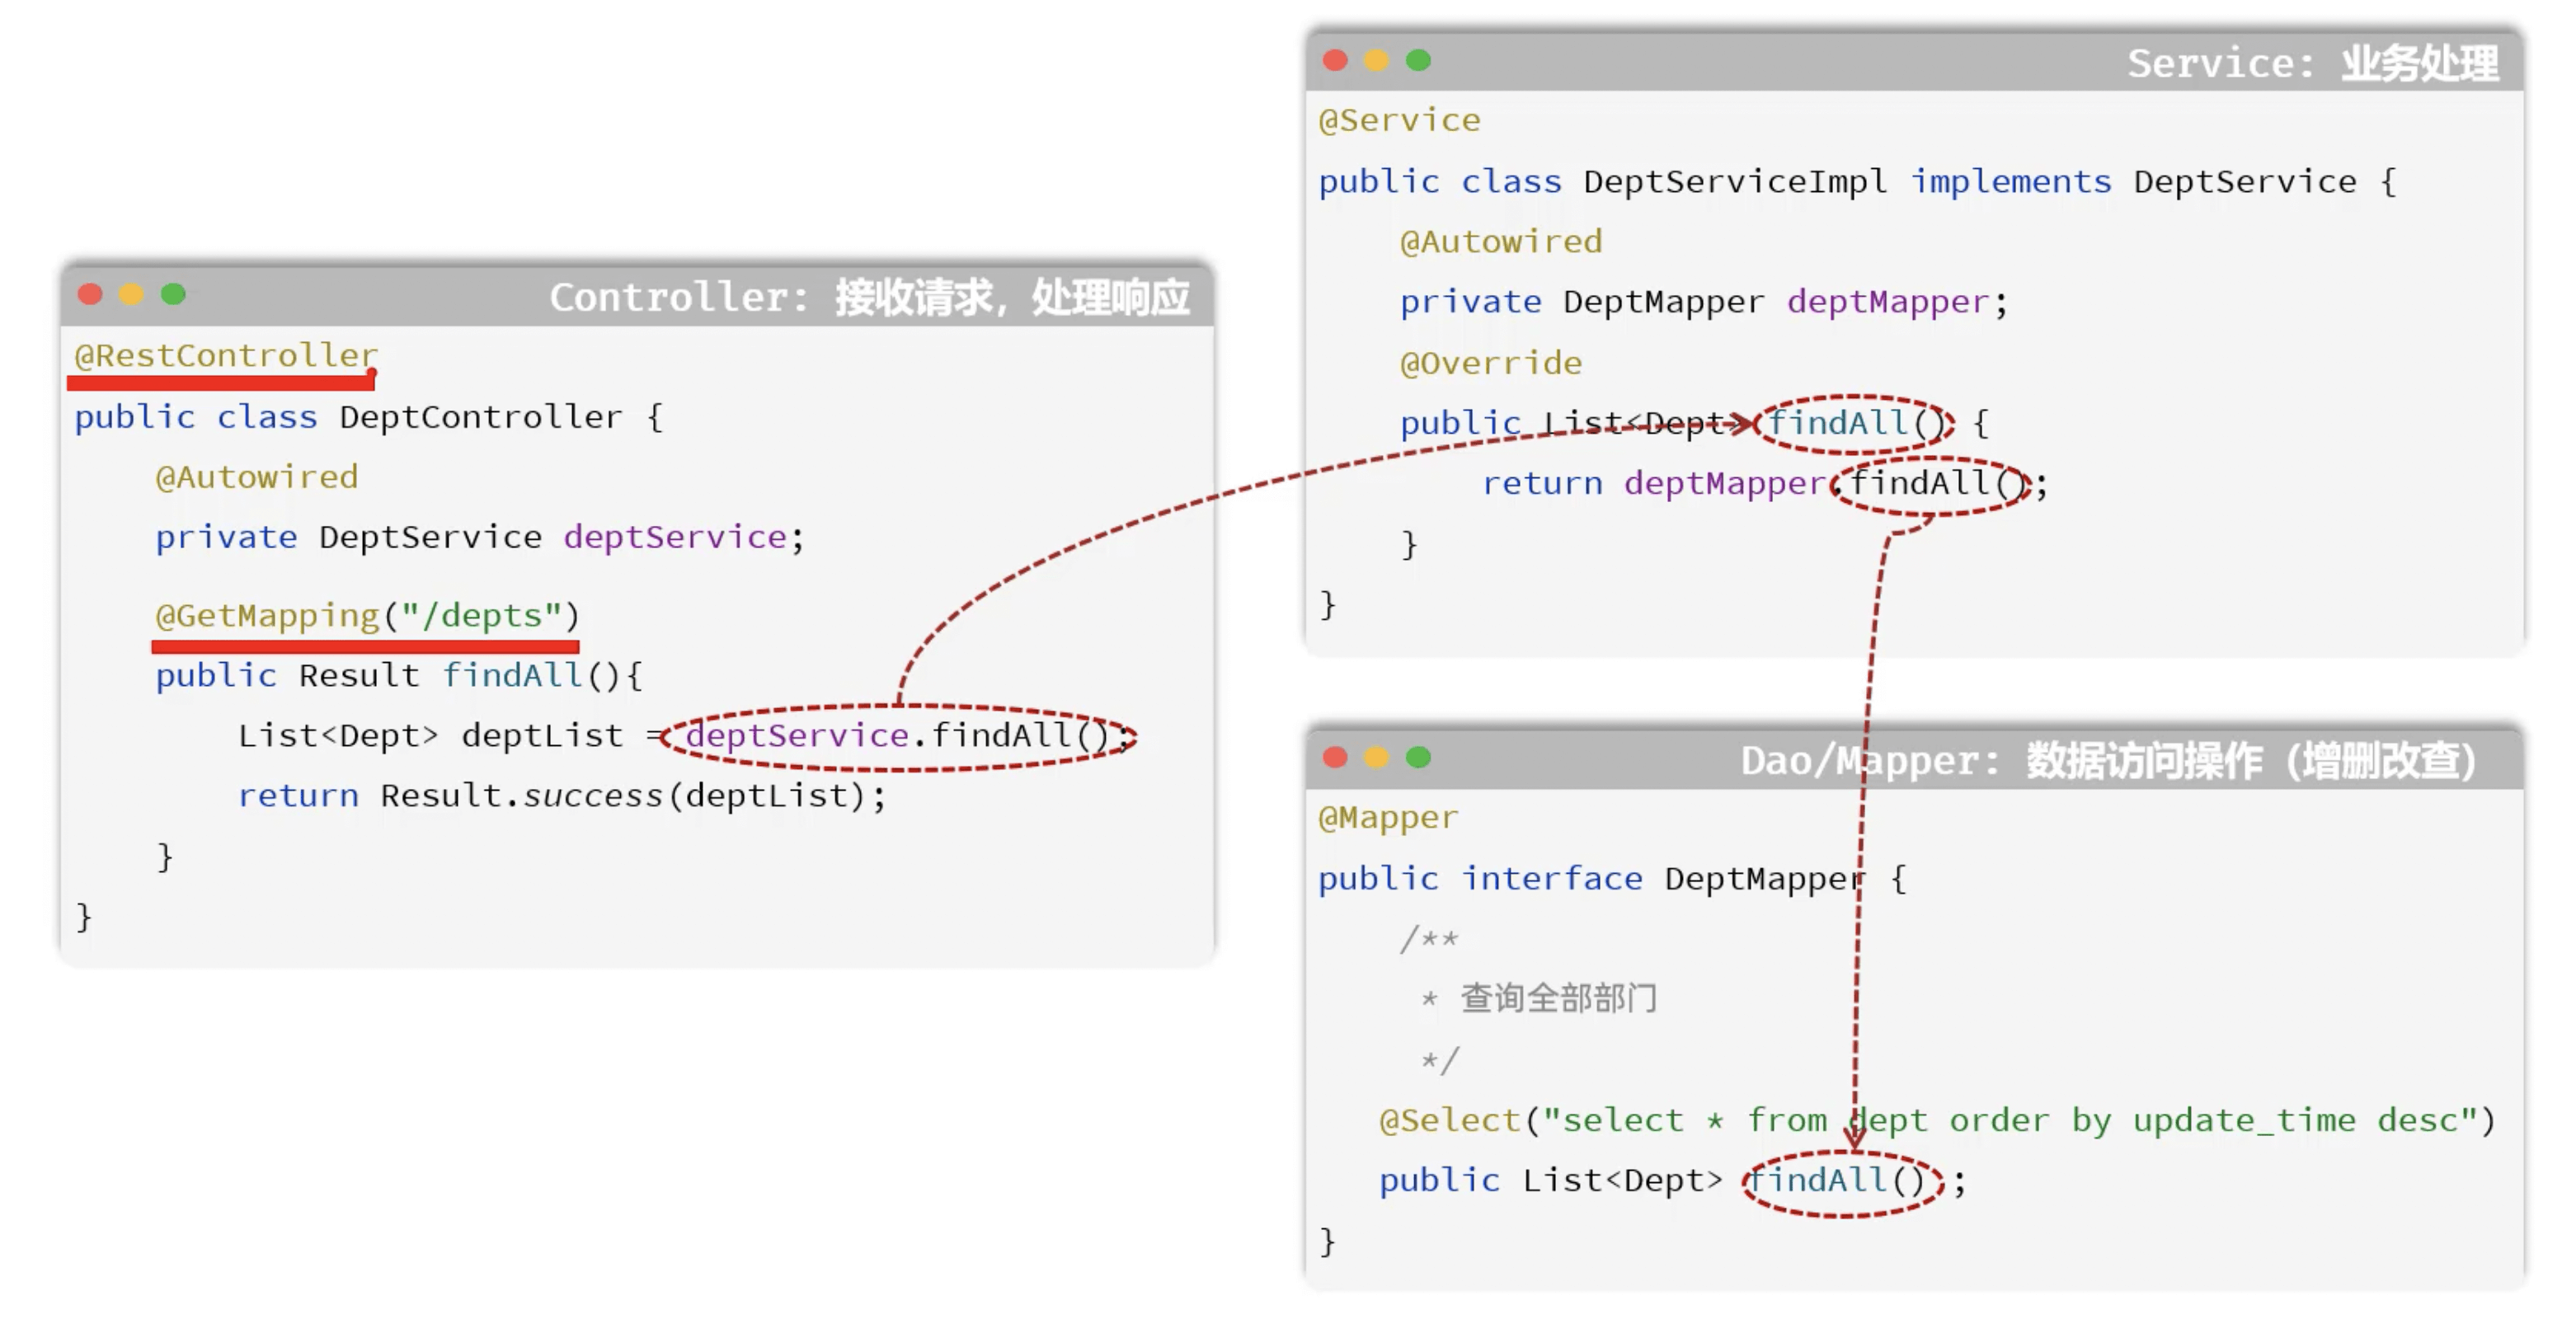 Controller: 接收请求，处理响应
@RestController
public class DeptController {
@Autowired
private DeptService deptService;
@GetMapping("/depts")
public Result findAll(){
List<Dept> deptList = deptService.findAll();
return Result.success(deptList);
}
}
Service: 业务处理
@Service
public class DeptServiceImpl implements DeptService {
@Autowired
private DeptMapper deptMapper;
@Override
public List<Dept> findAll() {
return deptMapper.findAll();
}
}
Dao/Mapper: 数据访问操作（增删改查）
@Mapper
public interface DeptMapper {
/**
* 查询全部部门
*/
@Select("select * from dept order by update_time desc")
public List<Dept> findAll() ;
}